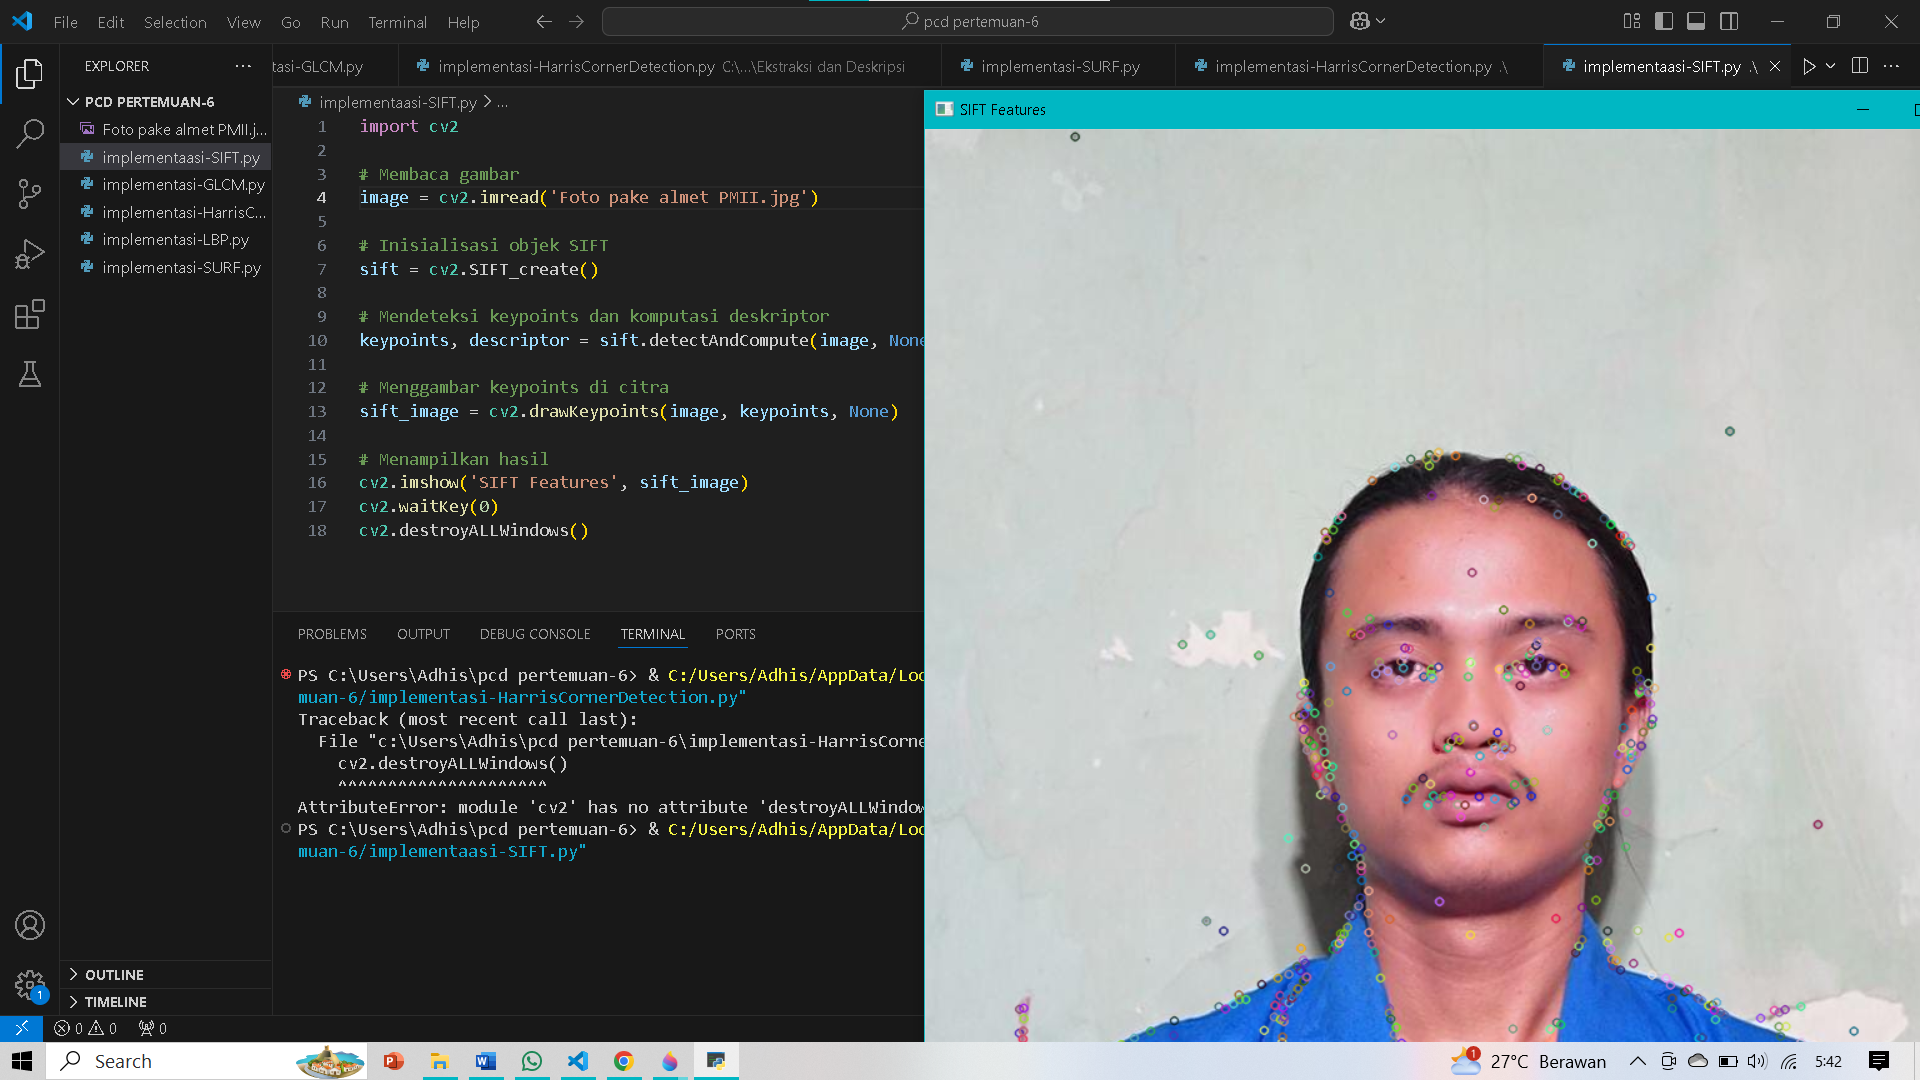 File Edit Selection View Go Run Terminal Help
pcd pertemuan-6
EXPLORER
tasi-GLCM.py
implementasi-HarrisCornerDetection.py C:\...\Ekstraksi dan Deskripsi
implementasi-SURF.py
implementasi-HarrisCornerDetection.py .\
implementaasi-SIFT.py .\
PCD PERTEMUAN-6
Foto pake almet PMII.j...
implementaasi-SIFT.py
implementasi-GLCM.py
implementasi-HarrisC...
implementasi-LBP.py
implementasi-SURF.py
OUTLINE
TIMELINE
implementaasi-SIFT.py > ...
1 import cv2
2
3 # Membaca gambar
4 image = cv2.imread('Foto pake almet PMII.jpg')
5
6 # Inisialisasi objek SIFT
7 sift = cv2.SIFT_create()
8
9 # Mendeteksi keypoints dan komputasi deskriptor
10 keypoints, descriptor = sift.detectAndCompute(image, None
11
12 # Menggambar keypoints di citra
13 sift_image = cv2.drawKeypoints(image, keypoints, None)
14
15 # Menampilkan hasil
16 cv2.imshow('SIFT Features', sift_image)
17 cv2.waitKey(0)
18 cv2.destroyALLWindows()
PROBLEMS OUTPUT DEBUG CONSOLE TERMINAL PORTS
PS C:\Users\Adhis\pcd pertemuan-6> & C:/Users/Adhis/AppData/Loc
muan-6/implementasi-HarrisCornerDetection.py"
Traceback (most recent call last):
File "c:\Users\Adhis\pcd pertemuan-6\implementasi-HarrisCorne
cv2.destroyALLWindows()
^^^^^^^^^^^^^^^^^^^^^
AttributeError: module 'cv2' has no attribute 'destroyALLWindow
PS C:\Users\Adhis\pcd pertemuan-6> & C:/Users/Adhis/AppData/Loc
muan-6/implementaasi-SIFT.py"
SIFT Features
1
0 0 0
Search
1
27°C Berawan
5:42